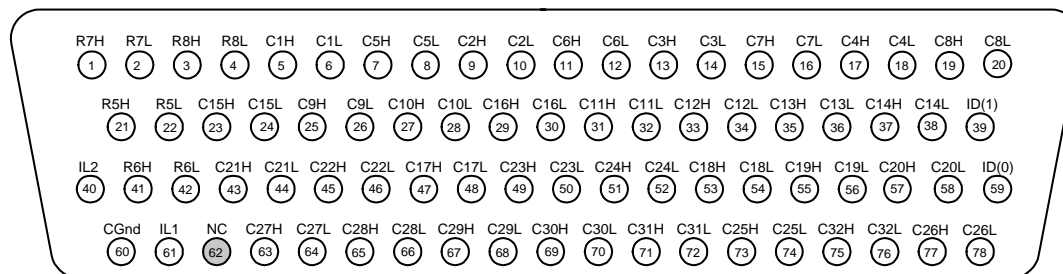 R7H R7L R8H R8L C1H C1L C5H C5L C2H C2L C6H C6L C3H C3L C7H C7L C4H C4L C8H C8L
1 2 3 4 5 6 7 8 9 10 11 12 13 14 15 16 17 18 19 20
R5H R5L C15H C15L C9H C9L C10H C10L C16H C16L C11H C11L C12H C12L C13H C13L C14H C14L ID(1)
21 22 23 24 25 26 27 28 29 30 31 32 33 34 35 36 37 38 39
IL2 R6H R6L C21H C21L C22H C22L C17H C17L C23H C23L C24H C24L C18H C18L C19H C19L C20H C20L ID(0)
40 41 42 43 44 45 46 47 48 49 50 51 52 53 54 55 56 57 58 59
CGnd IL1 NC C27H C27L C28H C28L C29H C29L C30H C30L C31H C31L C25H C25L C32H C32L C26H C26L
60 61 62 63 64 65 66 67 68 69 70 71 72 73 74 75 76 77 78